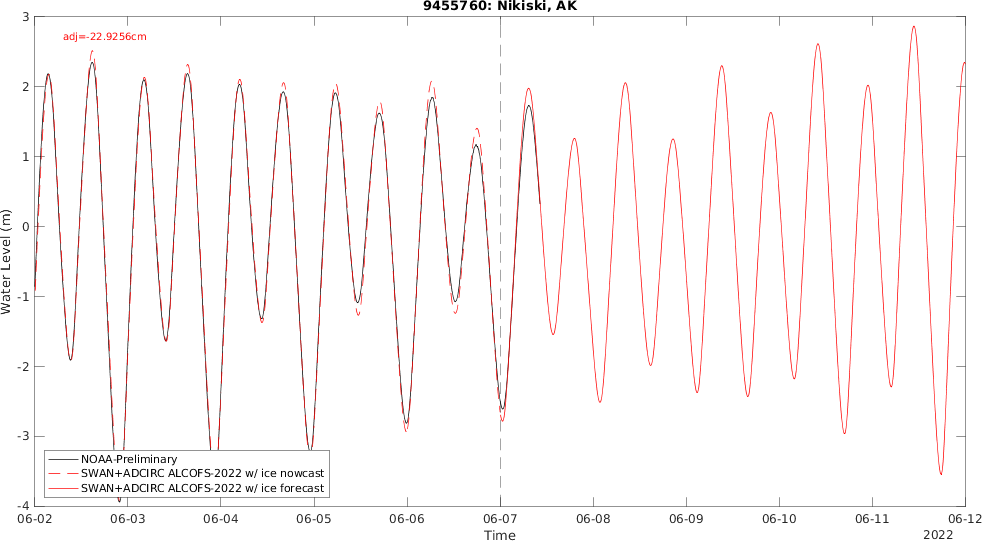 9455760: Nikiski, AK
adj=-22.9256cm
3
2
1
0
-1
-2
-3
-4
Water Level (m)
NOAA-Preliminary
SWAN+ADCIRC ALCOFS-2022 w/ ice nowcast
SWAN+ADCIRC ALCOFS-2022 w/ ice forecast
06-02 06-03 06-04 06-05 06-06 06-07 06-08 06-09 06-10 06-11 06-12
Time
2022